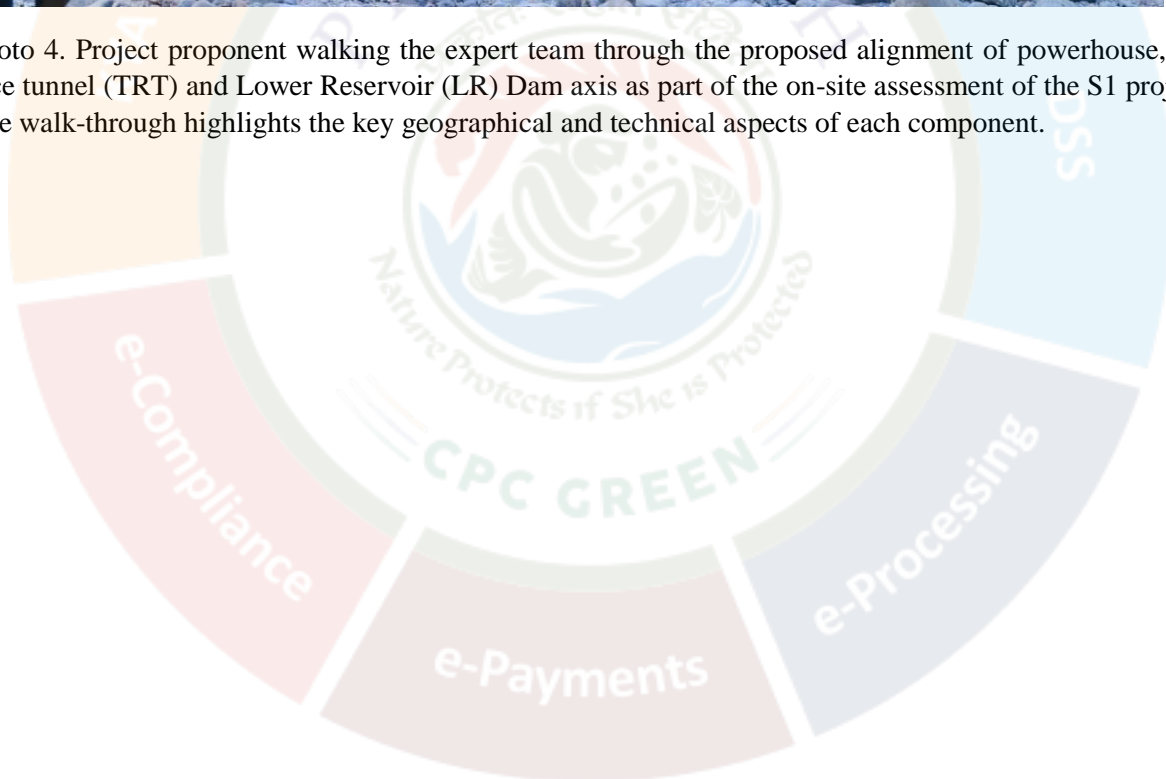 oto 4. Project proponent walking the expert team through the proposed alignment of powerhouse,
ce tunnel (TRT) and Lower Reservoir (LR) Dam axis as part of the on-site assessment of the S1 proj
e walk-through highlights the key geographical and technical aspects of each component.
DSS
Nature Protects if She is Protected
CPC GREEN
e-Compliance
e-Processing
e-Payments